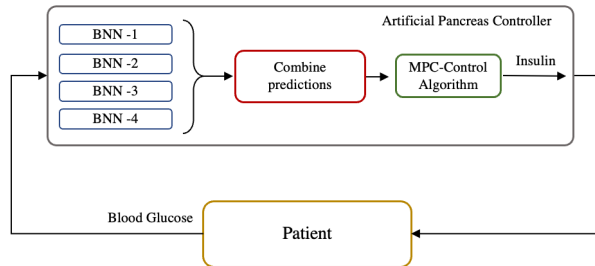 Artificial Pancreas Controller
BNN -1
BNN -2
BNN -3
BNN -4
Combine
predictions
MPC-Control
Algorithm
Insulin
Blood Glucose
Patient